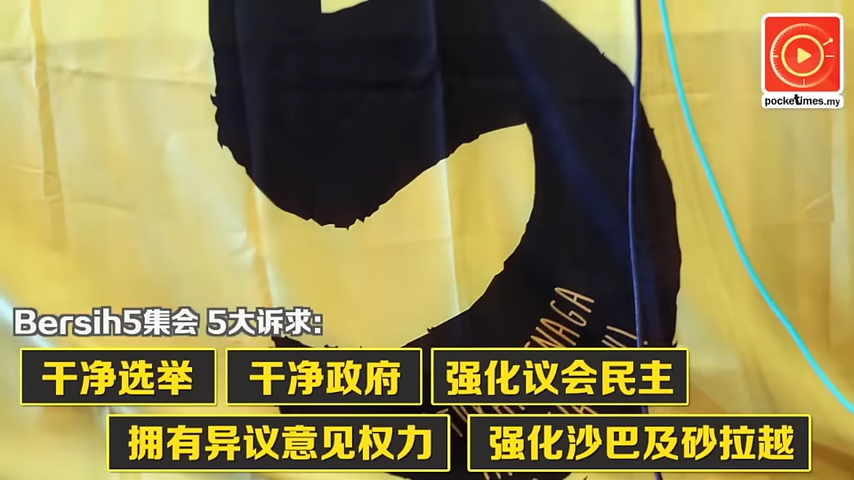 pocketimes.my
NAGA
Bersih5集会 5大诉求:
干净选举 干净政府 强化议会民主
拥有异议意见权力 强化沙巴及砂拉越